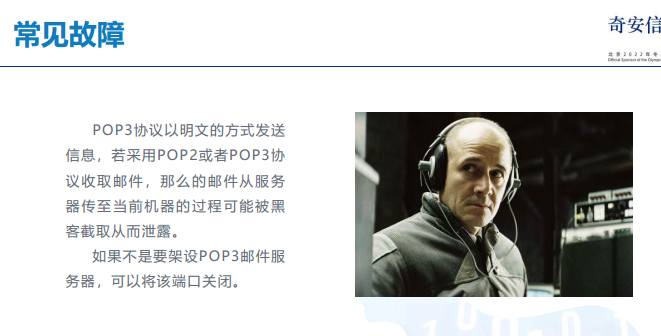 常见故障
奇安信
北京2022年冬
Official Sponsor of the Olympic
POP3协议以明文的方式发送
信息，若采用POP2或者POP3协
议收取邮件，那么的邮件从服务
器传至当前机器的过程可能被黑
客截取从而泄露。
如果不是要架设POP3邮件服
务器，可以将该端口关闭。